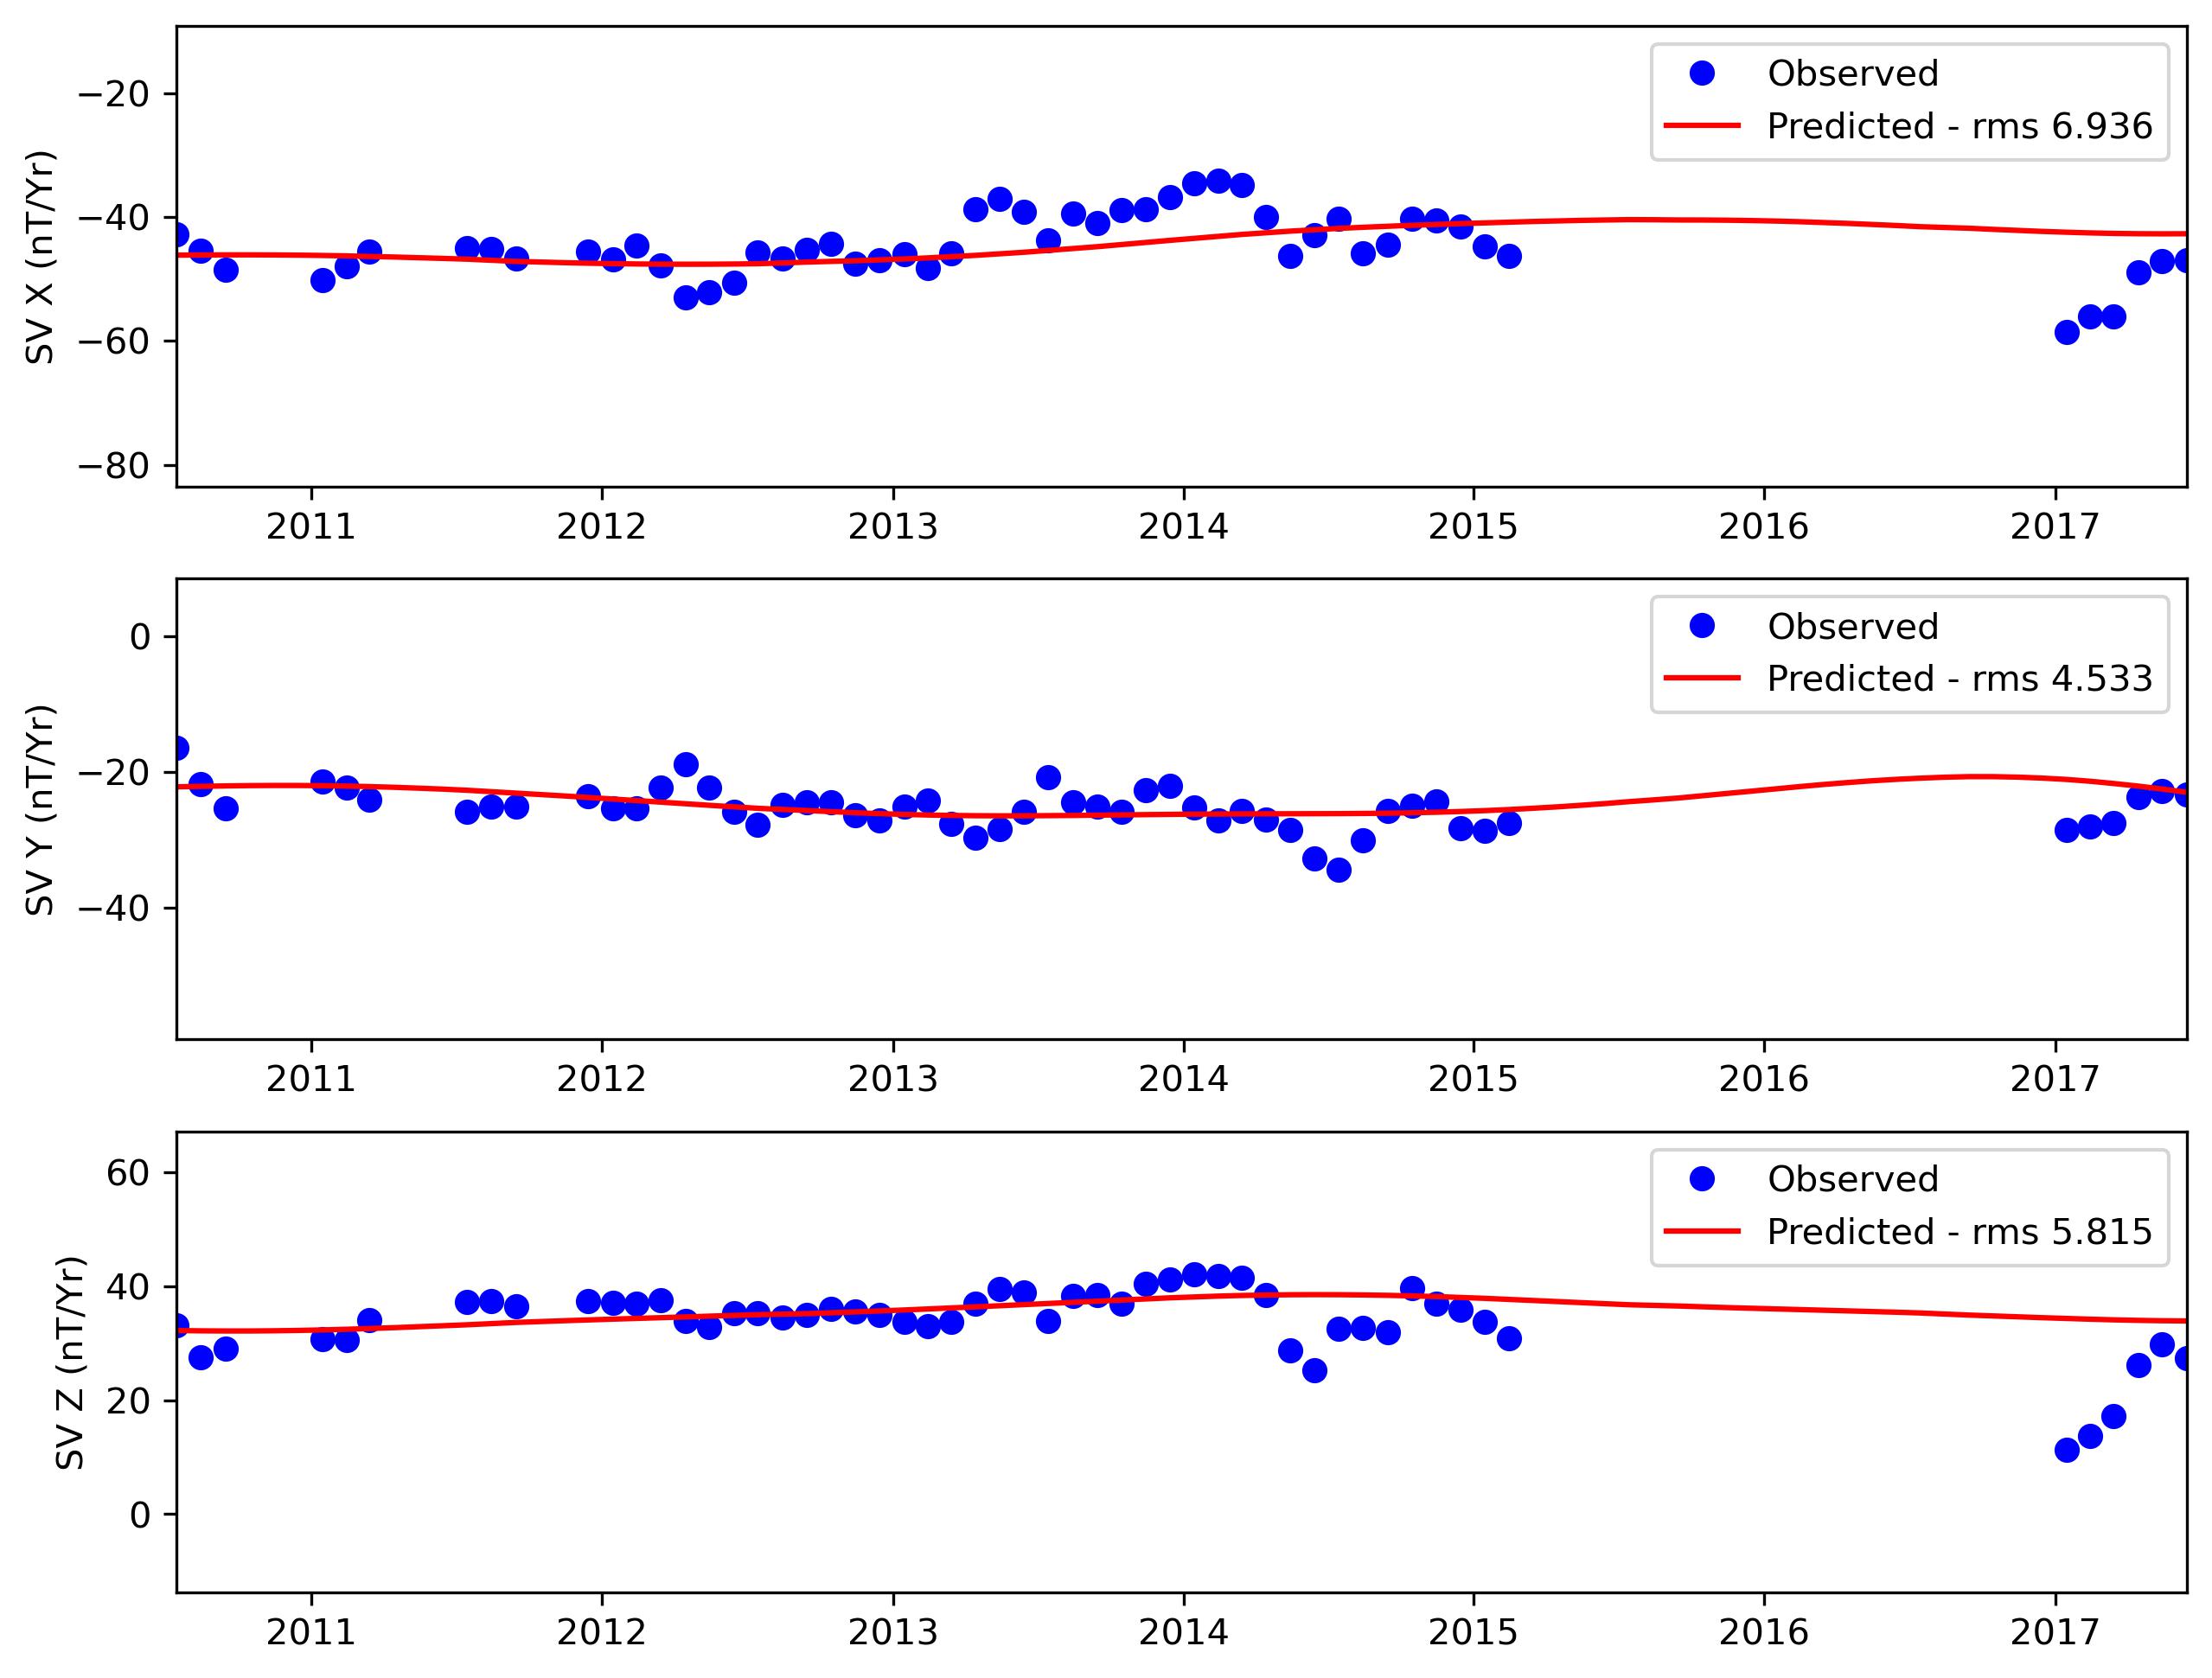 −20
−40
−60
−80
SV X (nT/Yr)
Observed
Predicted - rms 6.936
2011 2012 2013 2014 2015 2016 2017
0
−20
−40
SV Y (nT/Yr)
Observed
Predicted - rms 4.533
2011 2012 2013 2014 2015 2016 2017
60
40
20
0
SV Z (nT/Yr)
Observed
Predicted - rms 5.815
2011 2012 2013 2014 2015 2016 2017